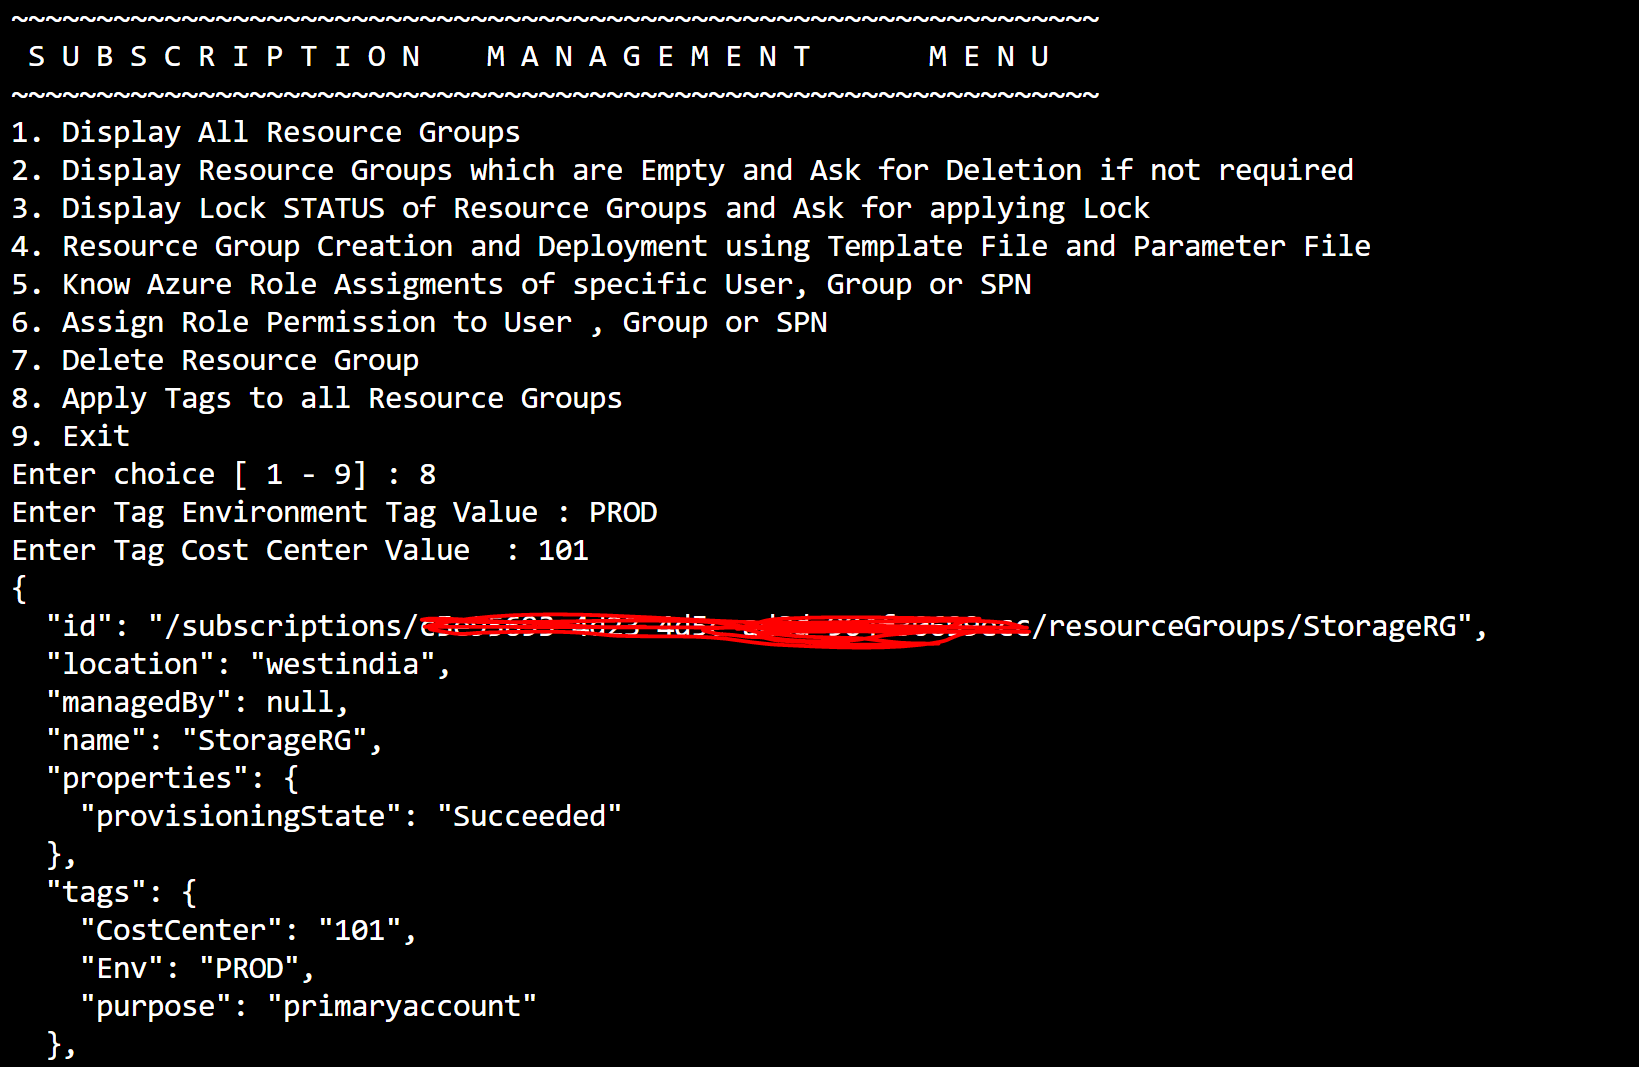 ~~~~~~~~~~~~~~~~~~~~~~~~~~~~~~~~~~~~~~~~~~~~~~~~~~~~~~~~~~~~~~~~
 S U B S C R I P T I O N   M A N A G E M E N T      M E N U
~~~~~~~~~~~~~~~~~~~~~~~~~~~~~~~~~~~~~~~~~~~~~~~~~~~~~~~~~~~~~~~~
1. Display All Resource Groups
2. Display Resource Groups which are Empty and Ask for Deletion if not required
3. Display Lock STATUS of Resource Groups and Ask for applying Lock
4. Resource Group Creation and Deployment using Template File and Parameter File
5. Know Azure Role Assigments of specific User, Group or SPN
6. Assign Role Permission to User , Group or SPN
7. Delete Resource Group
8. Apply Tags to all Resource Groups
9. Exit
Enter choice [ 1 - 9] : 8
Enter Tag Environment Tag Value : PROD
Enter Tag Cost Center Value  : 101
{
  "id": "/subscriptions/ /resourceGroups/StorageRG",
  "location": "westindia",
  "managedBy": null,
  "name": "StorageRG",
  "properties": {
    "provisioningState": "Succeeded"
  },
  "tags": {
    "CostCenter": "101",
    "Env": "PROD",
    "purpose": "primaryaccount"
  },